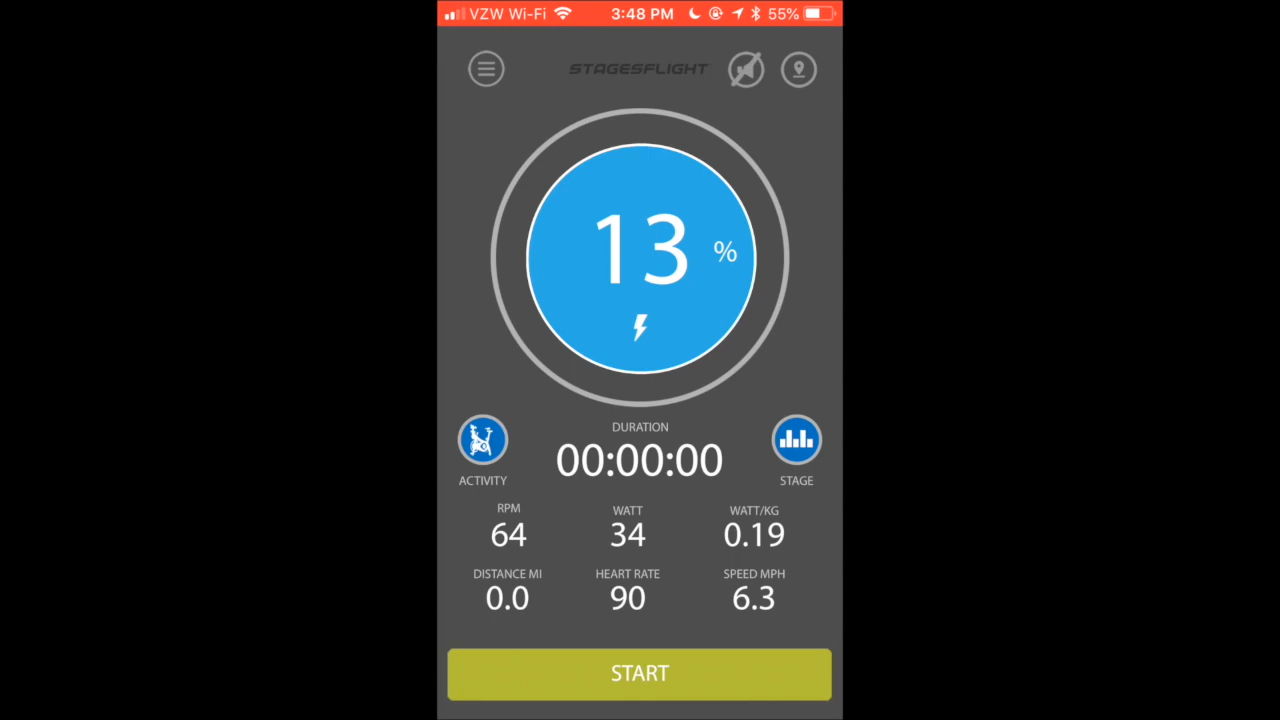 VZW Wi-Fi 3:48 PM 55%
STAGESFLIGHT
13 %
DURATION
00:00:00
ACTIVITY
STAGE
RPM WATT WATT/KG
64 34 0.19
DISTANCE MI HEART RATE SPEED MPH
0.0 90 6.3
START